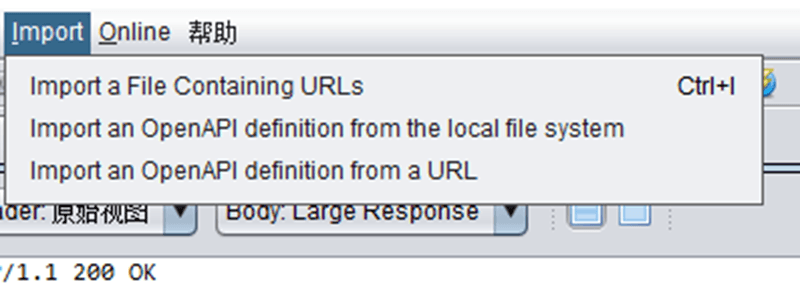 Import Online 帮助
Import a File Containing URLs Ctrl+I
Import an OpenAPI definition from the local file system
Import an OpenAPI definition from a URL
原始视图 Body: Large Response
/1.1 200 OK